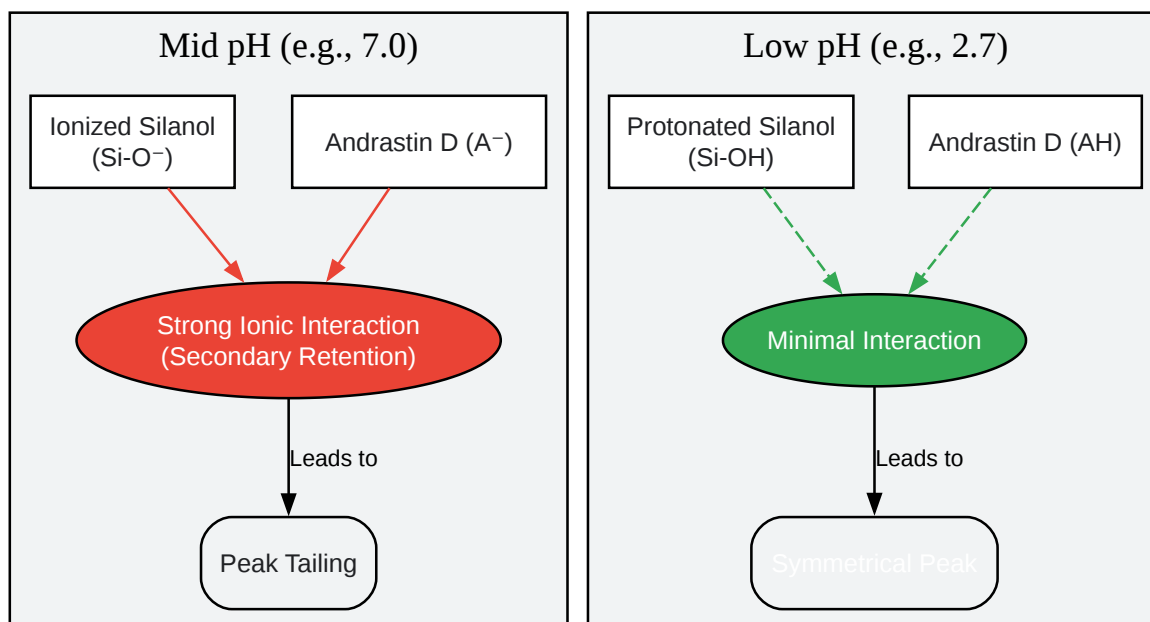 Mid pH (e.g., 7.0)
Ionized Silanol
(Si-O⁻)
Andrastin D (A⁻)
Strong Ionic Interaction
(Secondary Retention)
Leads to
Peak Tailing
Low pH (e.g., 2.7)
Protonated Silanol
(Si-OH)
Andrastin D (AH)
Minimal Interaction
Leads to
Symmetrical Peak